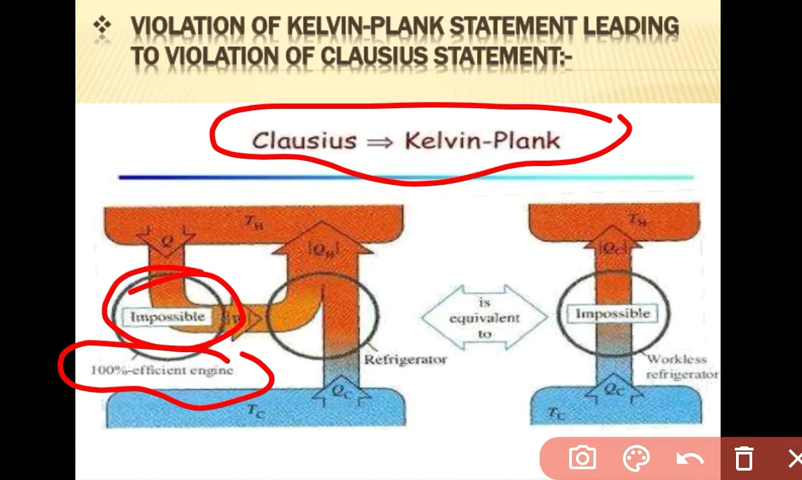 ❖ VIOLATION OF KELVIN-PLANK STATEMENT LEADING
TO VIOLATION OF CLAUSIUS STATEMENT:-
Clausius ⇒ Kelvin-Plank
T_H
T_H
Q
|Q_H|
|Q_C|
Impossible
W
is
equivalent
to
Impossible
Refrigerator
Workless
refrigerator
100%-efficient engine
Q_C
Q_C
T_C
T_C